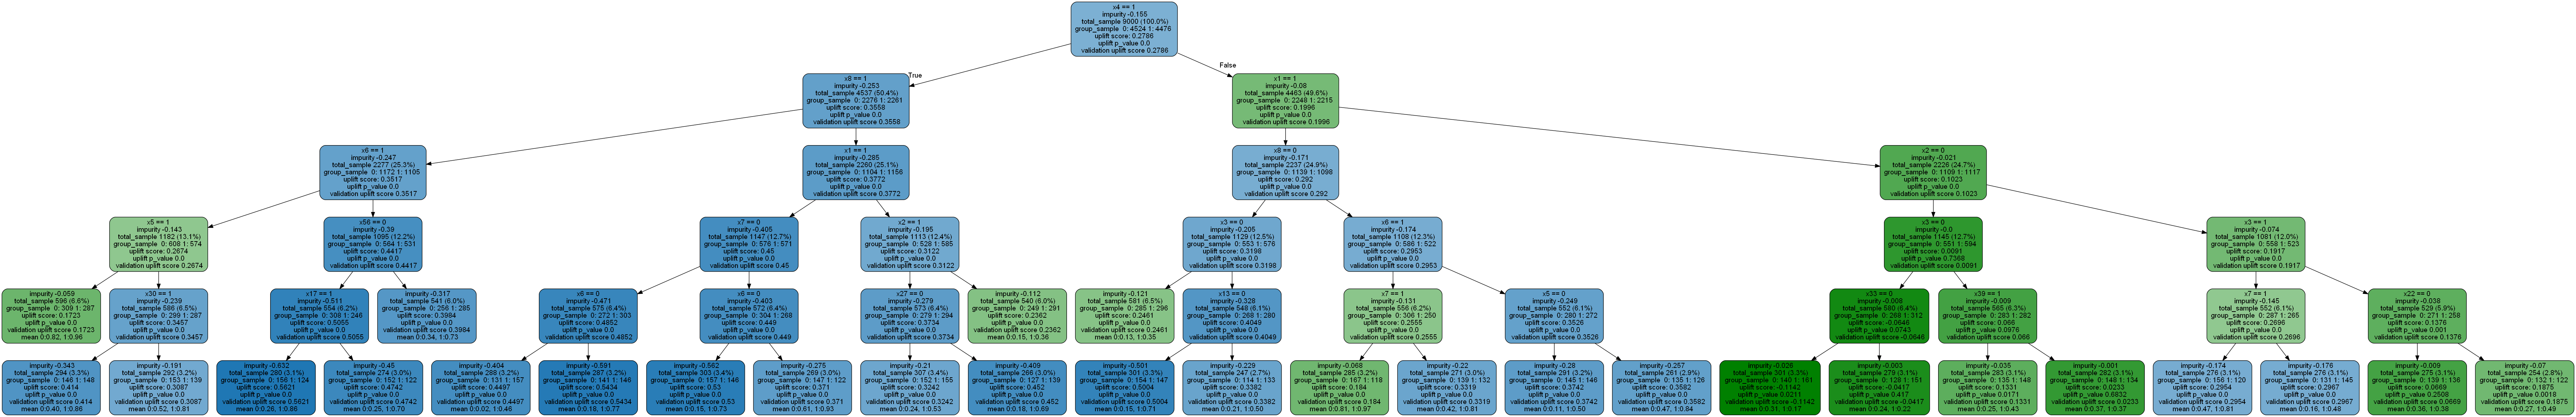 x4 == 1
impurity -0.155
total_sample 9000 (100.0%)
group_sample 0: 4524 1: 4476
uplift score: 0.2786
uplift p_value 0.0
validation uplift score 0.2786
True
False
x8 == 1
impurity -0.253
total_sample 4537 (50.4%)
group_sample 0: 2276 1: 2261
uplift score: 0.3558
uplift p_value 0.0
validation uplift score 0.3558
x1 == 1
impurity -0.08
total_sample 4463 (49.6%)
group_sample 0: 2248 1: 2215
uplift score: 0.1996
uplift p_value 0.0
validation uplift score 0.1996
x6 == 1
impurity -0.247
total_sample 2277 (25.3%)
group_sample 0: 1172 1: 1105
uplift score: 0.3517
uplift p_value 0.0
validation uplift score 0.3517
x1 == 1
impurity -0.285
total_sample 2260 (25.1%)
group_sample 0: 1104 1: 1156
uplift score: 0.3772
uplift p_value 0.0
validation uplift score 0.3772
x8 == 0
impurity -0.171
total_sample 2237 (24.9%)
group_sample 0: 1139 1: 1098
uplift score: 0.292
uplift p_value 0.0
validation uplift score 0.292
x2 == 0
impurity -0.021
total_sample 2226 (24.7%)
group_sample 0: 1109 1: 1117
uplift score: 0.1023
uplift p_value 0.0
validation uplift score 0.1023
x5 == 1
impurity -0.143
total_sample 1182 (13.1%)
group_sample 0: 608 1: 574
uplift score: 0.2674
uplift p_value 0.0
validation uplift score 0.2674
x56 == 0
impurity -0.39
total_sample 1095 (12.2%)
group_sample 0: 564 1: 531
uplift score: 0.4417
uplift p_value 0.0
validation uplift score 0.4417
x7 == 0
impurity -0.405
total_sample 1147 (12.7%)
group_sample 0: 576 1: 571
uplift score: 0.45
uplift p_value 0.0
validation uplift score 0.45
x2 == 1
impurity -0.195
total_sample 1113 (12.4%)
group_sample 0: 528 1: 585
uplift score: 0.3122
uplift p_value 0.0
validation uplift score 0.3122
x3 == 0
impurity -0.205
total_sample 1129 (12.5%)
group_sample 0: 553 1: 576
uplift score: 0.3198
uplift p_value 0.0
validation uplift score 0.3198
x6 == 1
impurity -0.174
total_sample 1108 (12.3%)
group_sample 0: 586 1: 522
uplift score: 0.2953
uplift p_value 0.0
validation uplift score 0.2953
x3 == 0
impurity -0.0
total_sample 1145 (12.7%)
group_sample 0: 551 1: 594
uplift score: 0.0091
uplift p_value 0.7368
validation uplift score 0.0091
x3 == 1
impurity -0.074
total_sample 1081 (12.0%)
group_sample 0: 558 1: 523
uplift score: 0.1917
uplift p_value 0.0
validation uplift score 0.1917
impurity -0.059
total_sample 596 (6.6%)
group_sample 0: 309 1: 287
uplift score: 0.1723
uplift p_value 0.0
validation uplift score 0.1723
mean 0:0.82, 1:0.96
x30 == 1
impurity -0.239
total_sample 586 (6.5%)
group_sample 0: 299 1: 287
uplift score: 0.3457
uplift p_value 0.0
validation uplift score 0.3457
x17 == 1
impurity -0.511
total_sample 554 (6.2%)
group_sample 0: 308 1: 246
uplift score: 0.5055
uplift p_value 0.0
validation uplift score 0.5055
impurity -0.317
total_sample 541 (6.0%)
group_sample 0: 256 1: 285
uplift score: 0.3984
uplift p_value 0.0
validation uplift score 0.3984
mean 0:0.34, 1:0.73
x6 == 0
impurity -0.471
total_sample 575 (6.4%)
group_sample 0: 272 1: 303
uplift score: 0.4852
uplift p_value 0.0
validation uplift score 0.4852
x6 == 0
impurity -0.403
total_sample 572 (6.4%)
group_sample 0: 304 1: 268
uplift score: 0.449
uplift p_value 0.0
validation uplift score 0.449
x27 == 0
impurity -0.279
total_sample 573 (6.4%)
group_sample 0: 279 1: 294
uplift score: 0.3734
uplift p_value 0.0
validation uplift score 0.3734
impurity -0.112
total_sample 540 (6.0%)
group_sample 0: 249 1: 291
uplift score: 0.2362
uplift p_value 0.0
validation uplift score 0.2362
mean 0:0.15, 1:0.36
impurity -0.121
total_sample 581 (6.5%)
group_sample 0: 285 1: 296
uplift score: 0.2461
uplift p_value 0.0
validation uplift score 0.2461
mean 0:0.13, 1:0.35
x13 == 0
impurity -0.328
total_sample 548 (6.1%)
group_sample 0: 268 1: 280
uplift score: 0.4049
uplift p_value 0.0
validation uplift score 0.4049
x7 == 1
impurity -0.131
total_sample 556 (6.2%)
group_sample 0: 306 1: 250
uplift score: 0.2555
uplift p_value 0.0
validation uplift score 0.2555
x5 == 0
impurity -0.249
total_sample 552 (6.1%)
group_sample 0: 280 1: 272
uplift score: 0.3526
uplift p_value 0.0
validation uplift score 0.3526
x33 == 0
impurity -0.008
total_sample 580 (6.4%)
group_sample 0: 268 1: 312
uplift score: -0.0646
uplift p_value 0.0743
validation uplift score -0.0646
x39 == 1
impurity -0.009
total_sample 565 (6.3%)
group_sample 0: 283 1: 282
uplift score: 0.066
uplift p_value 0.0976
validation uplift score 0.066
x7 == 1
impurity -0.145
total_sample 552 (6.1%)
group_sample 0: 287 1: 265
uplift score: 0.2696
uplift p_value 0.0
validation uplift score 0.2696
x22 == 0
impurity -0.038
total_sample 529 (5.9%)
group_sample 0: 271 1: 258
uplift score: 0.1376
uplift p_value 0.001
validation uplift score 0.1376
impurity -0.343
total_sample 294 (3.3%)
group_sample 0: 146 1: 148
uplift score: 0.414
uplift p_value 0.0
validation uplift score 0.414
mean 0:0.40, 1:0.86
impurity -0.191
total_sample 292 (3.2%)
group_sample 0: 153 1: 139
uplift score: 0.3087
uplift p_value 0.0
validation uplift score 0.3087
mean 0:0.52, 1:0.81
impurity -0.632
total_sample 280 (3.1%)
group_sample 0: 156 1: 124
uplift score: 0.5621
uplift p_value 0.0
validation uplift score 0.5621
mean 0:0.26, 1:0.86
impurity -0.45
total_sample 274 (3.0%)
group_sample 0: 152 1: 122
uplift score: 0.4742
uplift p_value 0.0
validation uplift score 0.4742
mean 0:0.25, 1:0.70
impurity -0.404
total_sample 288 (3.2%)
group_sample 0: 131 1: 157
uplift score: 0.4497
uplift p_value 0.0
validation uplift score 0.4497
mean 0:0.02, 1:0.46
impurity -0.591
total_sample 287 (3.2%)
group_sample 0: 141 1: 146
uplift score: 0.5434
uplift p_value 0.0
validation uplift score 0.5434
mean 0:0.18, 1:0.77
impurity -0.562
total_sample 303 (3.4%)
group_sample 0: 157 1: 146
uplift score: 0.53
uplift p_value 0.0
validation uplift score 0.53
mean 0:0.15, 1:0.73
impurity -0.275
total_sample 269 (3.0%)
group_sample 0: 147 1: 122
uplift score: 0.371
uplift p_value 0.0
validation uplift score 0.371
mean 0:0.61, 1:0.93
impurity -0.21
total_sample 307 (3.4%)
group_sample 0: 152 1: 155
uplift score: 0.3242
uplift p_value 0.0
validation uplift score 0.3242
mean 0:0.24, 1:0.53
impurity -0.409
total_sample 266 (3.0%)
group_sample 0: 127 1: 139
uplift score: 0.452
uplift p_value 0.0
validation uplift score 0.452
mean 0:0.18, 1:0.69
impurity -0.501
total_sample 301 (3.3%)
group_sample 0: 154 1: 147
uplift score: 0.5004
uplift p_value 0.0
validation uplift score 0.5004
mean 0:0.15, 1:0.71
impurity -0.229
total_sample 247 (2.7%)
group_sample 0: 114 1: 133
uplift score: 0.3382
uplift p_value 0.0
validation uplift score 0.3382
mean 0:0.21, 1:0.50
impurity -0.068
total_sample 285 (3.2%)
group_sample 0: 167 1: 118
uplift score: 0.184
uplift p_value 0.0
validation uplift score 0.184
mean 0:0.81, 1:0.97
impurity -0.22
total_sample 271 (3.0%)
group_sample 0: 139 1: 132
uplift score: 0.3319
uplift p_value 0.0
validation uplift score 0.3319
mean 0:0.42, 1:0.81
impurity -0.28
total_sample 291 (3.2%)
group_sample 0: 145 1: 146
uplift score: 0.3742
uplift p_value 0.0
validation uplift score 0.3742
mean 0:0.11, 1:0.50
impurity -0.257
total_sample 261 (2.9%)
group_sample 0: 135 1: 126
uplift score: 0.3582
uplift p_value 0.0
validation uplift score 0.3582
mean 0:0.47, 1:0.84
impurity -0.026
total_sample 301 (3.3%)
group_sample 0: 140 1: 161
uplift score: -0.1142
uplift p_value 0.0211
validation uplift score -0.1142
mean 0:0.31, 1:0.17
impurity -0.003
total_sample 279 (3.1%)
group_sample 0: 128 1: 151
uplift score: -0.0417
uplift p_value 0.417
validation uplift score -0.0417
mean 0:0.24, 1:0.22
impurity -0.035
total_sample 283 (3.1%)
group_sample 0: 135 1: 148
uplift score: 0.1331
uplift p_value 0.0171
validation uplift score 0.1331
mean 0:0.25, 1:0.43
impurity -0.001
total_sample 282 (3.1%)
group_sample 0: 148 1: 134
uplift score: 0.0233
uplift p_value 0.6832
validation uplift score 0.0233
mean 0:0.37, 1:0.37
impurity -0.174
total_sample 276 (3.1%)
group_sample 0: 156 1: 120
uplift score: 0.2954
uplift p_value 0.0
validation uplift score 0.2954
mean 0:0.47, 1:0.81
impurity -0.176
total_sample 276 (3.1%)
group_sample 0: 131 1: 145
uplift score: 0.2967
uplift p_value 0.0
validation uplift score 0.2967
mean 0:0.16, 1:0.48
impurity -0.009
total_sample 275 (3.1%)
group_sample 0: 139 1: 136
uplift score: 0.0669
uplift p_value 0.2508
validation uplift score 0.0669
mean 0:0.36, 1:0.38
impurity -0.07
total_sample 254 (2.8%)
group_sample 0: 132 1: 122
uplift score: 0.1875
uplift p_value 0.0018
validation uplift score 0.1875
mean 0:0.21, 1:0.49